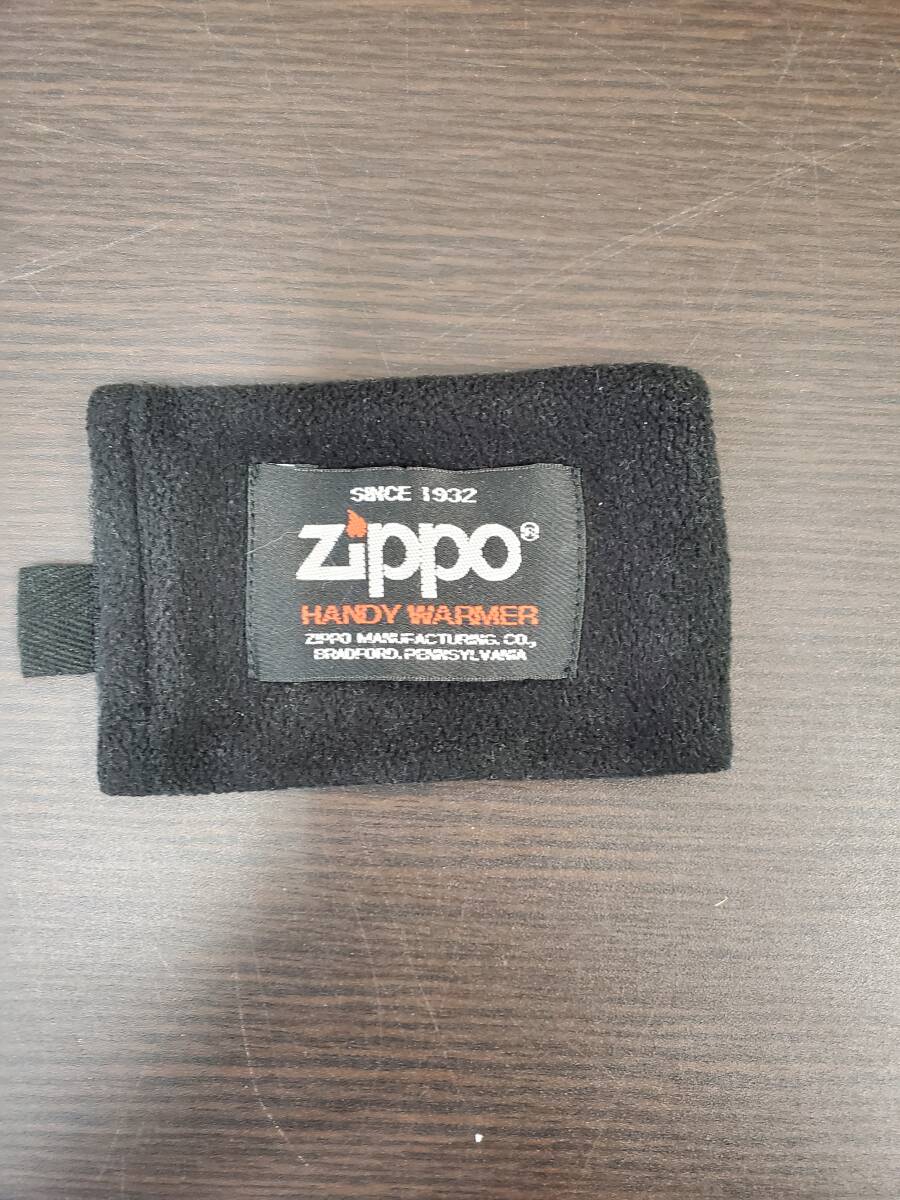 SINCE 1932
zippo®
HANDY WARMER
ZIPPO MANUFACTURING. CO.,
BRADFORD. PENNSYLVANIA